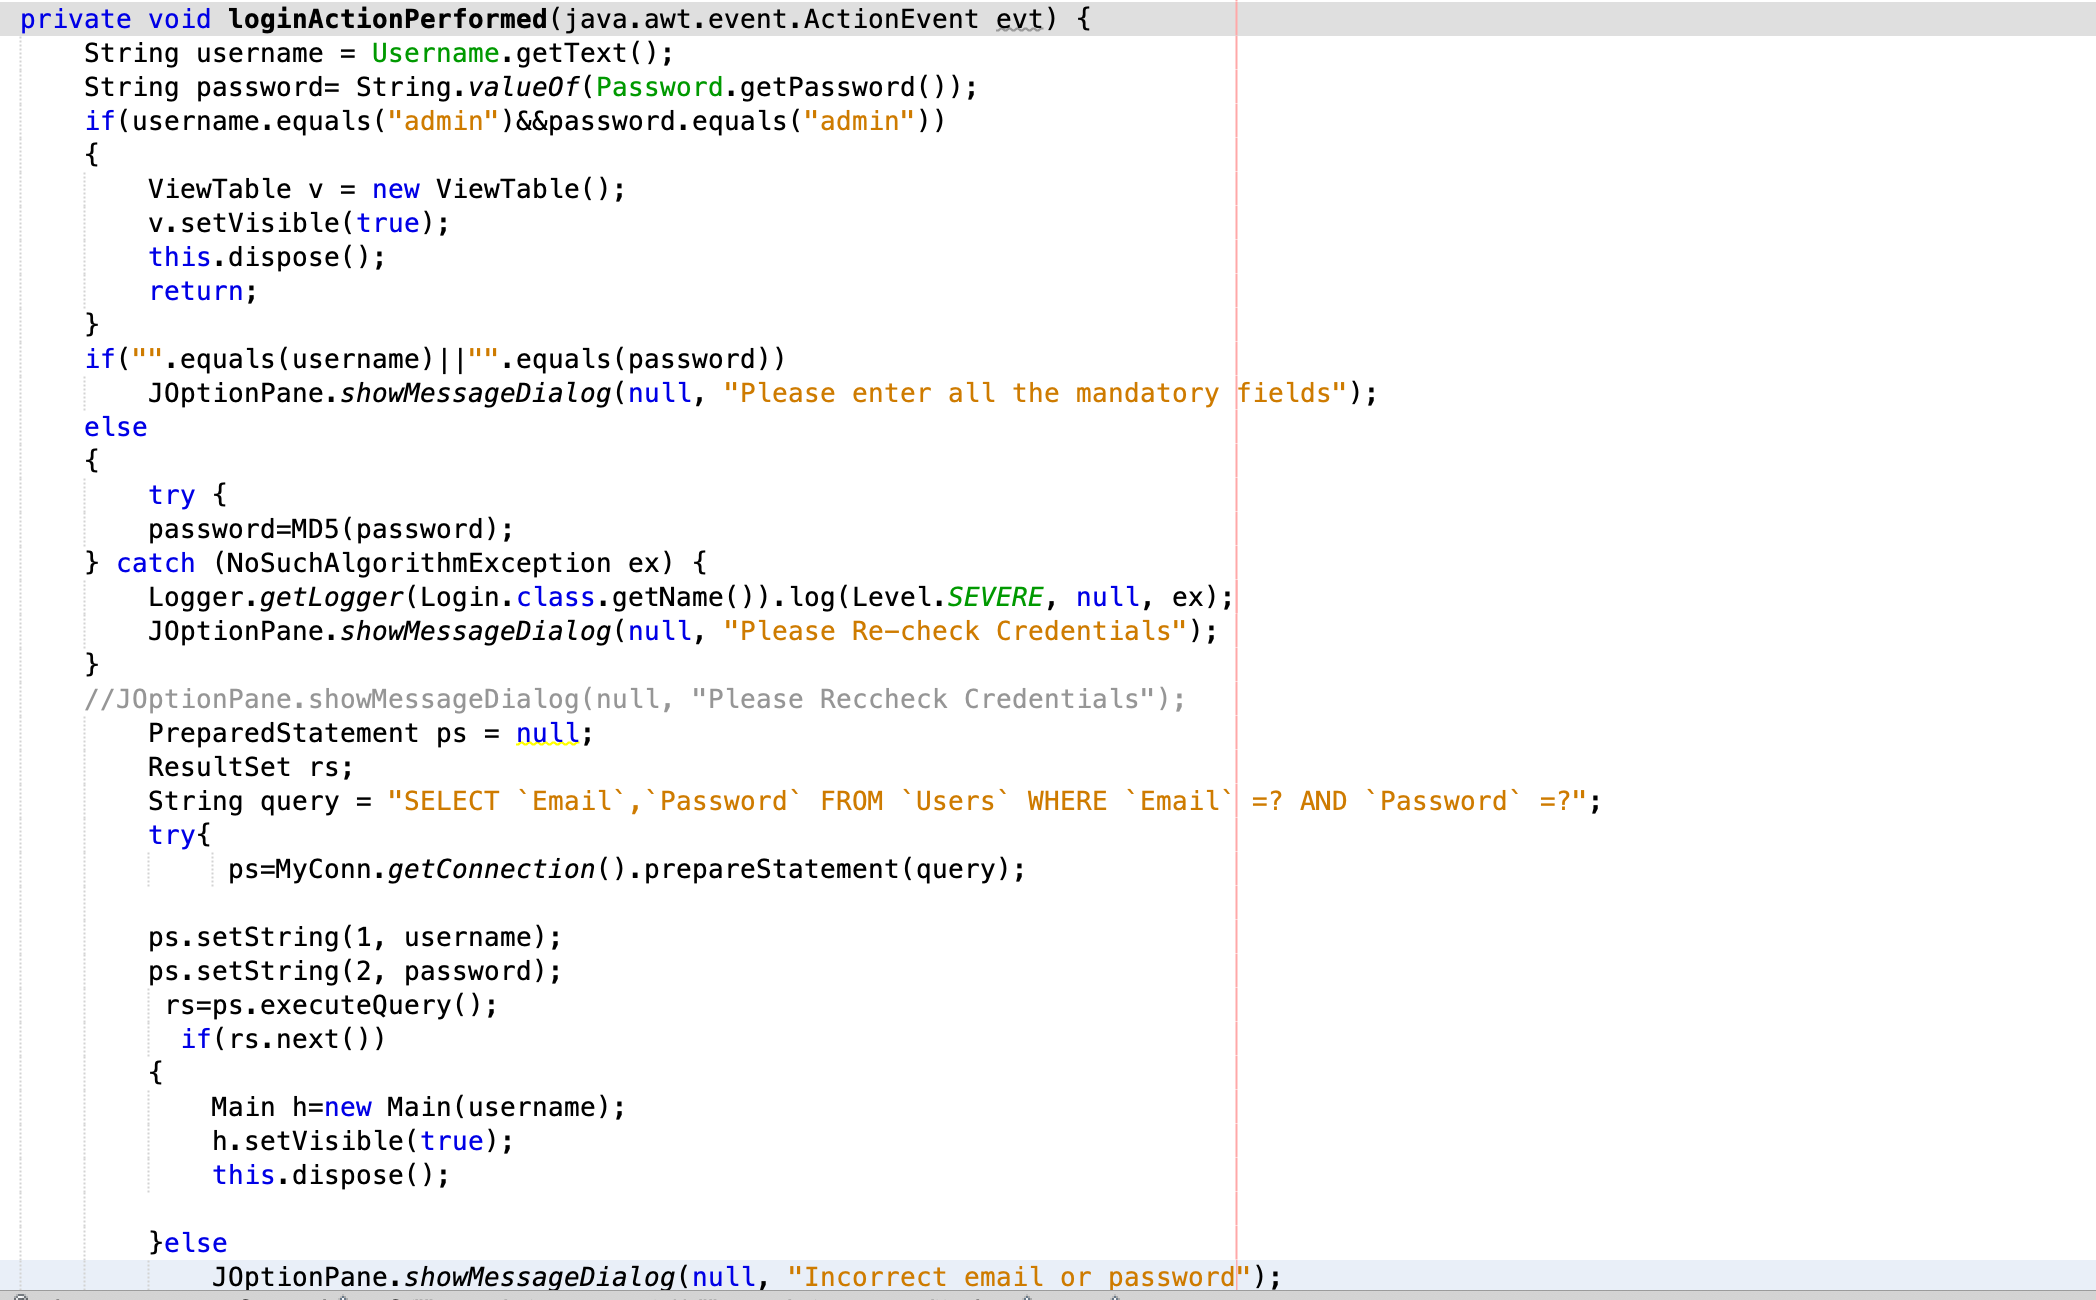 private void loginActionPerformed(java.awt.event.ActionEvent evt) {
String username = Username.getText();
String password= String.valueOf(Password.getPassword());
if(username.equals("admin")&&password.equals("admin"))
{
ViewTable v = new ViewTable();
v.setVisible(true);
this.dispose();
return;
}
if("".equals(username)||"".equals(password))
JOptionPane.showMessageDialog(null, "Please enter all the mandatory fields");
else
{
try {
password=MD5(password);
} catch (NoSuchAlgorithmException ex) {
Logger.getLogger(Login.class.getName()).log(Level.SEVERE, null, ex);
JOptionPane.showMessageDialog(null, "Please Re-check Credentials");
}
//JOptionPane.showMessageDialog(null, "Please Reccheck Credentials");
PreparedStatement ps = null;
ResultSet rs;
String query = "SELECT `Email`,`Password` FROM `Users` WHERE `Email` =? AND `Password` =?";
try{
ps=MyConn.getConnection().prepareStatement(query);
ps.setString(1, username);
ps.setString(2, password);
rs=ps.executeQuery();
if(rs.next())
{
Main h=new Main(username);
h.setVisible(true);
this.dispose();
}else
JOptionPane.showMessageDialog(null, "Incorrect email or password");